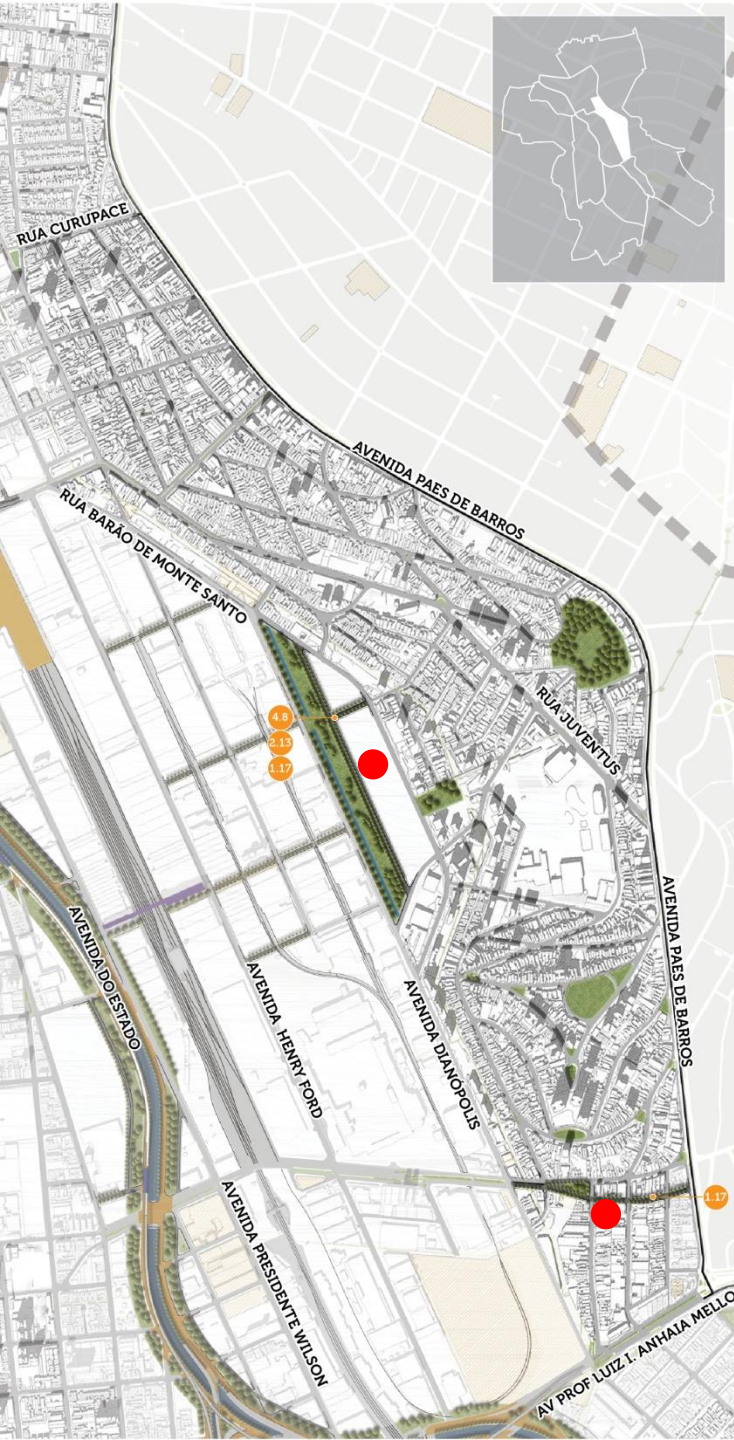 RUA CURUPACE
AVENIDA PAES DE BARROS
RUA BARÃO DE MONTE SANTO
RUA JUVENTUS
4.8
2.13
1.17
AVENIDA PAES DE BARROS
AVENIDA DO ESTADO
AVENIDA HENRY FORD
AVENIDA DIANÓPOLIS
1.17
AVENIDA PRESIDENTE WILSON
AV PROF LUIZ I. ANHAIA MELLO